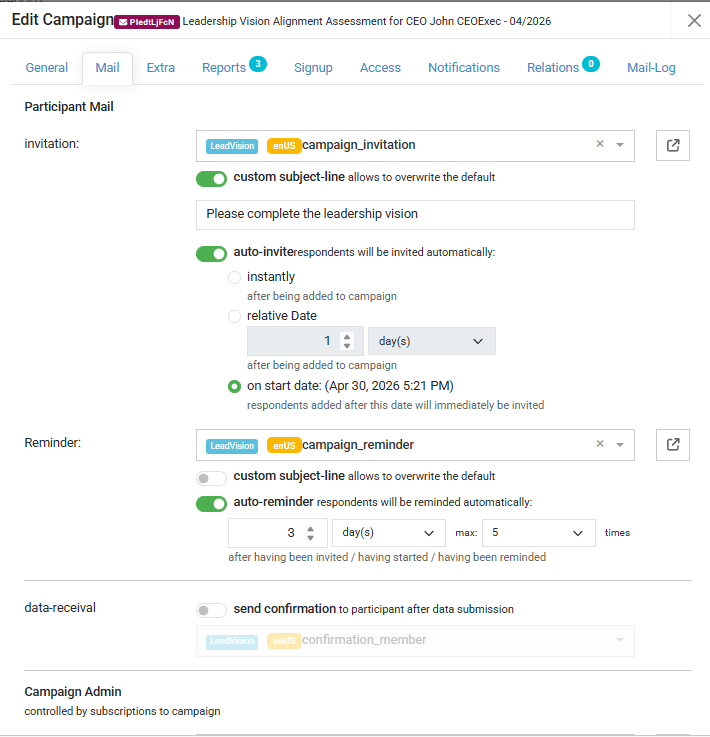 Edit Campaign PIedtLjFcN Leadership Vision Alignment Assessment for CEO John CEOExec - 04/2026
General Mail Extra Reports 3 Signup Access Notifications Relations 0 Mail-Log
Participant Mail
invitation: LeadVision enUS campaign_invitation
custom subject-line allows to overwrite the default
Please complete the leadership vision
auto-invite respondents will be invited automatically:
instantly
after being added to campaign
relative Date
1 day(s)
after being added to campaign
on start date: (Apr 30, 2026 5:21 PM)
respondents added after this date will immediately be invited
Reminder: LeadVision enUS campaign_reminder
custom subject-line allows to overwrite the default
auto-reminder respondents will be reminded automatically:
3 day(s) max: 5 times
after having been invited / having started / having been reminded
data-receival send confirmation to participant after data submission
LeadVision enUS confirmation_member
Campaign Admin
controlled by subscriptions to campaign